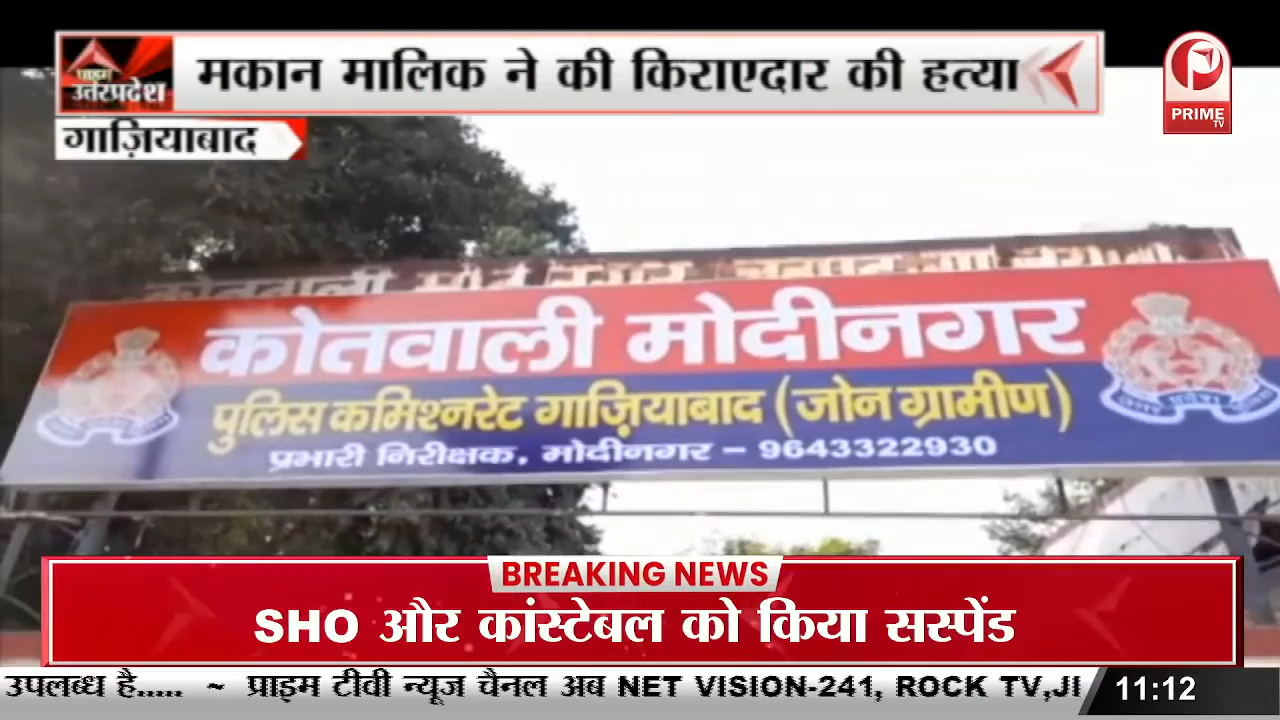 मकान मालिक ने की किराएदार की हत्या
प्राइम
उत्तरप्रदेश
PRIME
TV
गाज़ियाबाद
कोतवाली
कोतवाली मोदीनगर
पुलिस कमिश्नरेट गाज़ियाबाद (जोन ग्रामीण)
प्रभारी निरीक्षक, मोदीनगर – 9643322930
BREAKING NEWS
SHO और कांस्टेबल को किया सस्पेंड
उपलब्ध है..... ~ प्राइम टीवी न्यूज चैनल अब NET VISION-241, ROCK TV,JI
11:12